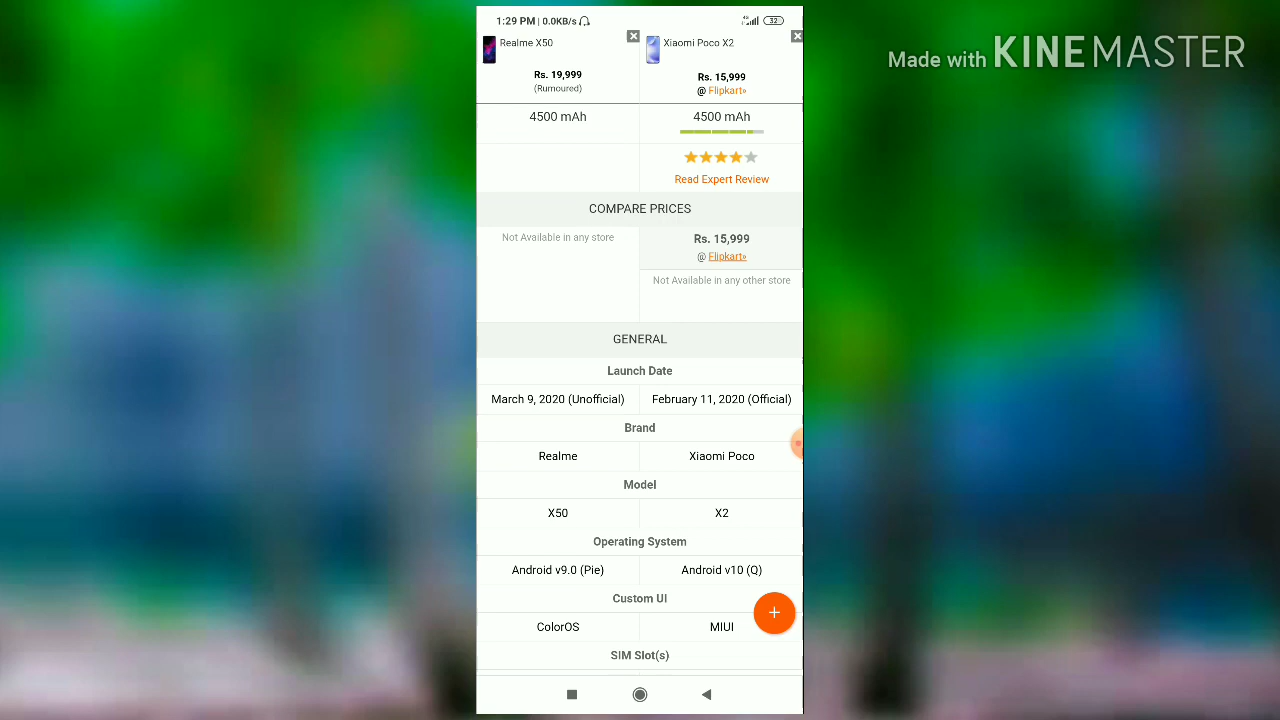 1:29 PM | 0.0KB/s 4G 32
Made with KINEMASTER
Realme X50 Xiaomi Poco X2
Rs. 19,999 Rs. 15,999
(Rumoured) @ Flipkart»
4500 mAh 4500 mAh
Read Expert Review
COMPARE PRICES
Not Available in any store Rs. 15,999
@ Flipkart»
Not Available in any other store
GENERAL
Launch Date
March 9, 2020 (Unofficial) February 11, 2020 (Official)
Brand
Realme Xiaomi Poco
Model
X50 X2
Operating System
Android v9.0 (Pie) Android v10 (Q)
Custom UI
ColorOS MIUI
SIM Slot(s)